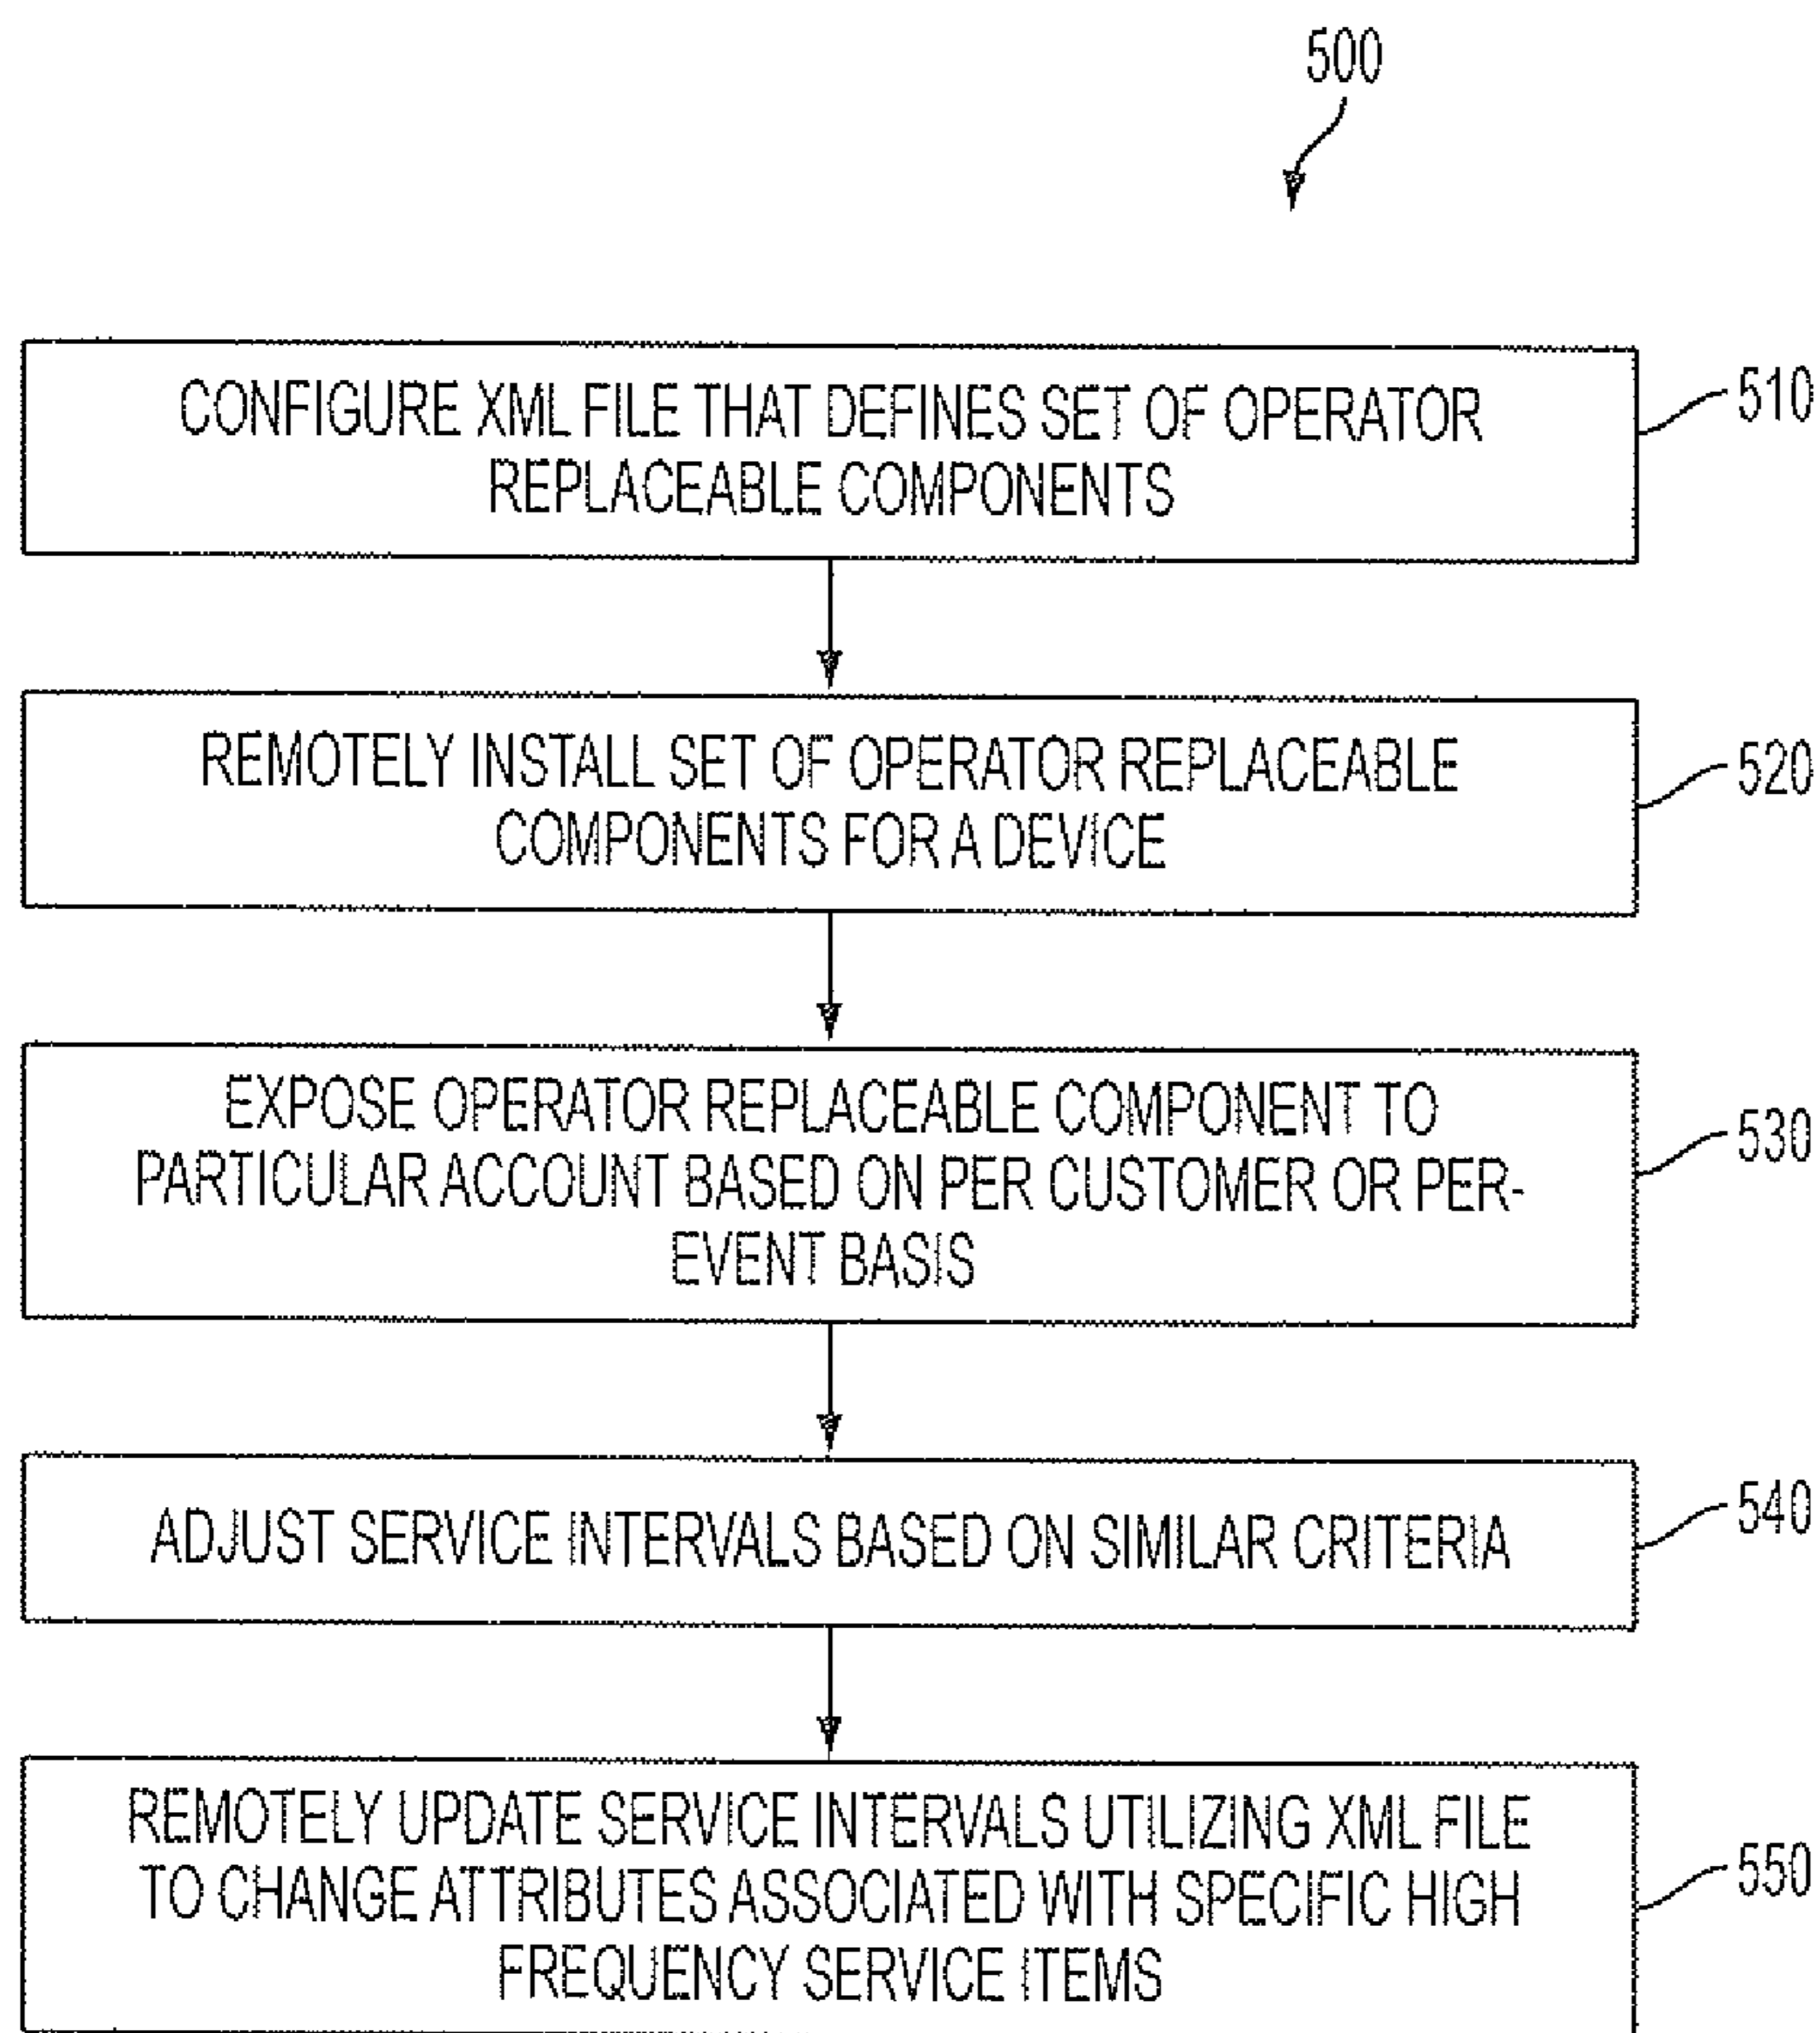 500
CONFIGURE XML FILE THAT DEFINES SET OF OPERATOR
REPLACEABLE COMPONENTS
510
REMOTELY INSTALL SET OF OPERATOR REPLACEABLE
COMPONENTS FOR A DEVICE
520
EXPOSE OPERATOR REPLACEABLE COMPONENT TO
PARTICULAR ACCOUNT BASED ON PER CUSTOMER OR PER-
EVENT BASIS
530
ADJUST SERVICE INTERVALS BASED ON SIMILAR CRITERIA
540
REMOTELY UPDATE SERVICE INTERVALS UTILIZING XML FILE
TO CHANGE ATTRIBUTES ASSOCIATED WITH SPECIFIC HIGH
FREQUENCY SERVICE ITEMS
550